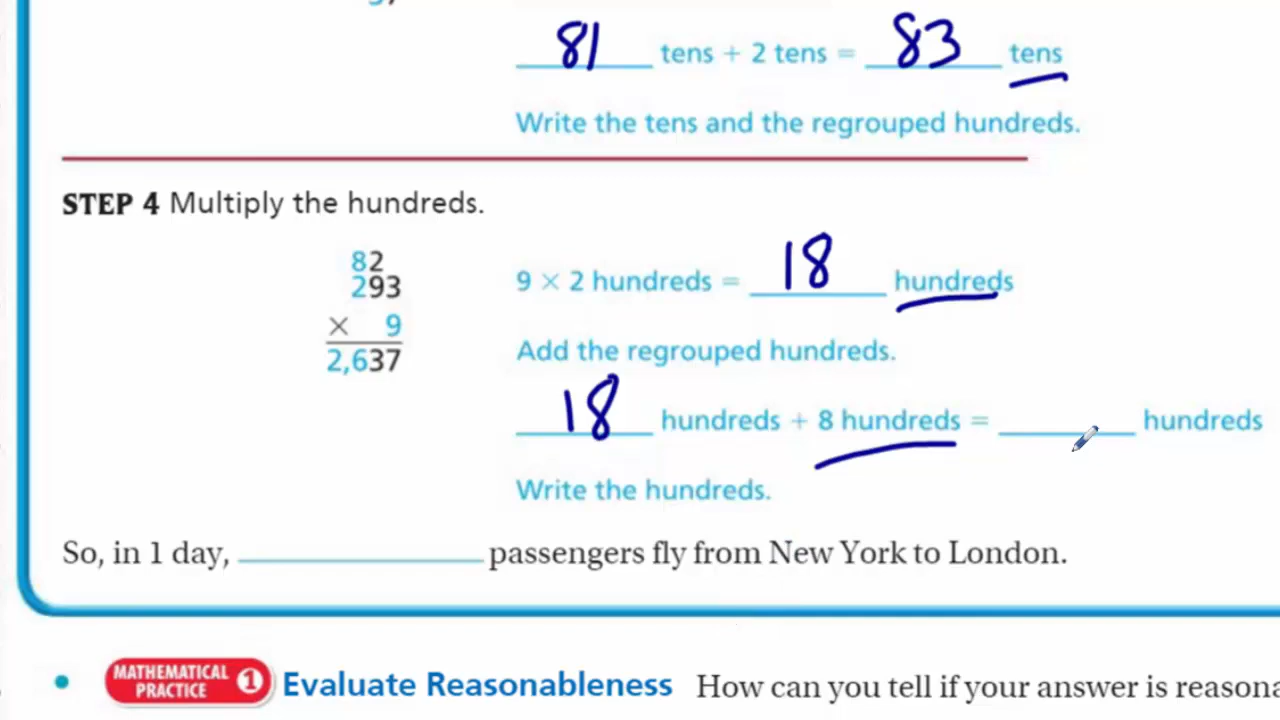 81 tens + 2 tens = 83 tens
Write the tens and the regrouped hundreds.
STEP 4 Multiply the hundreds.
82
293
× 9
2,637
9 × 2 hundreds = 18 hundreds
Add the regrouped hundreds.
18 hundreds + 8 hundreds = hundreds
Write the hundreds.
So, in 1 day, passengers fly from New York to London.
MATHEMATICAL PRACTICE 1 Evaluate Reasonableness How can you tell if your answer is